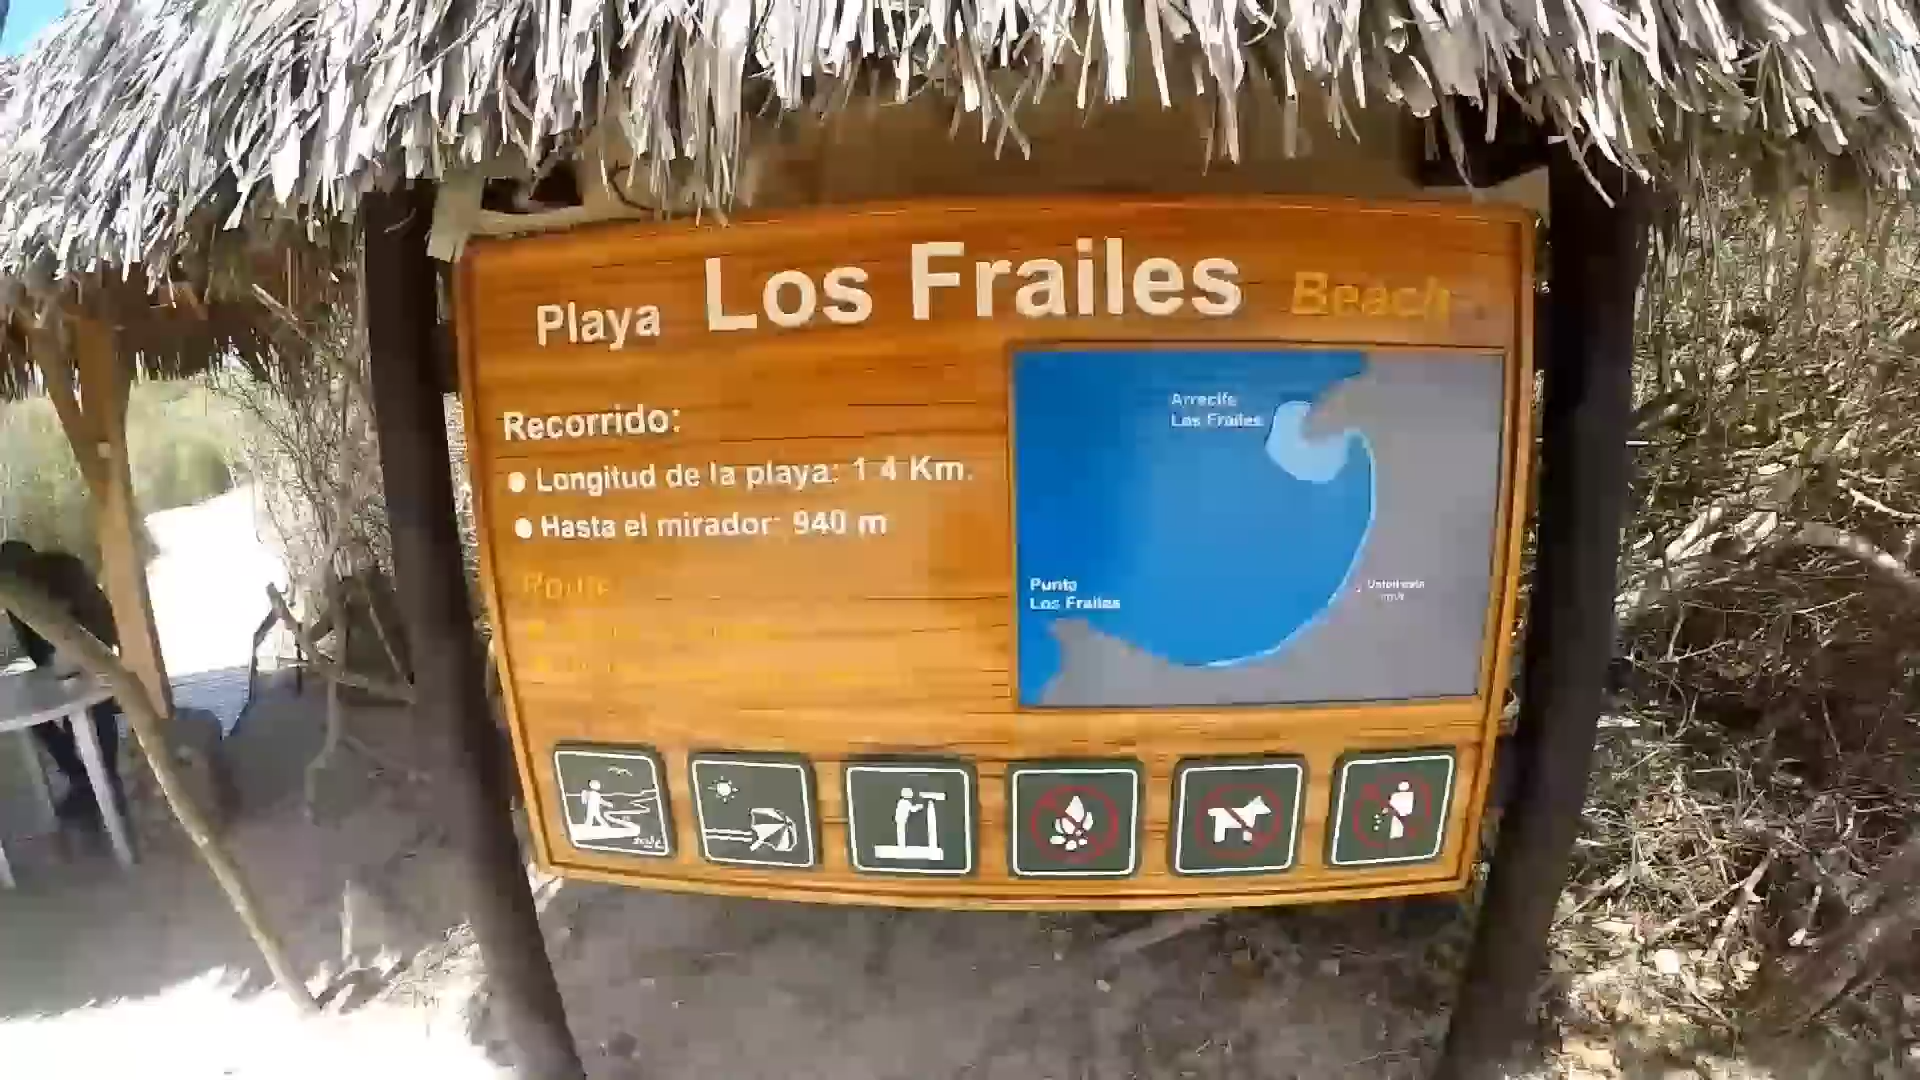 Playa Los Frailes Beach
Recorrido:
● Longitud de la playa: 1 4 Km.
● Hasta el mirador: 940 m
Route
Arrecife
Los Frailes
Punta
Los Frailes